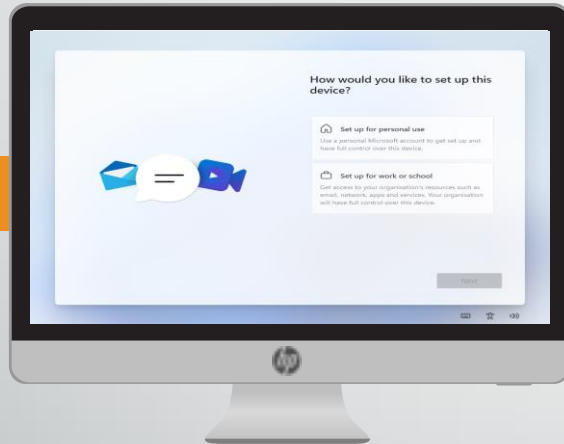 How would you like to set up this
device?
Set up for personal use
Use a personal Microsoft account to get set up and
have full control over this device.
Set up for work or school
Get access to your organisation's resources such as
email, network, apps and services. Your organisation
will have full control over this device.
Next
hp